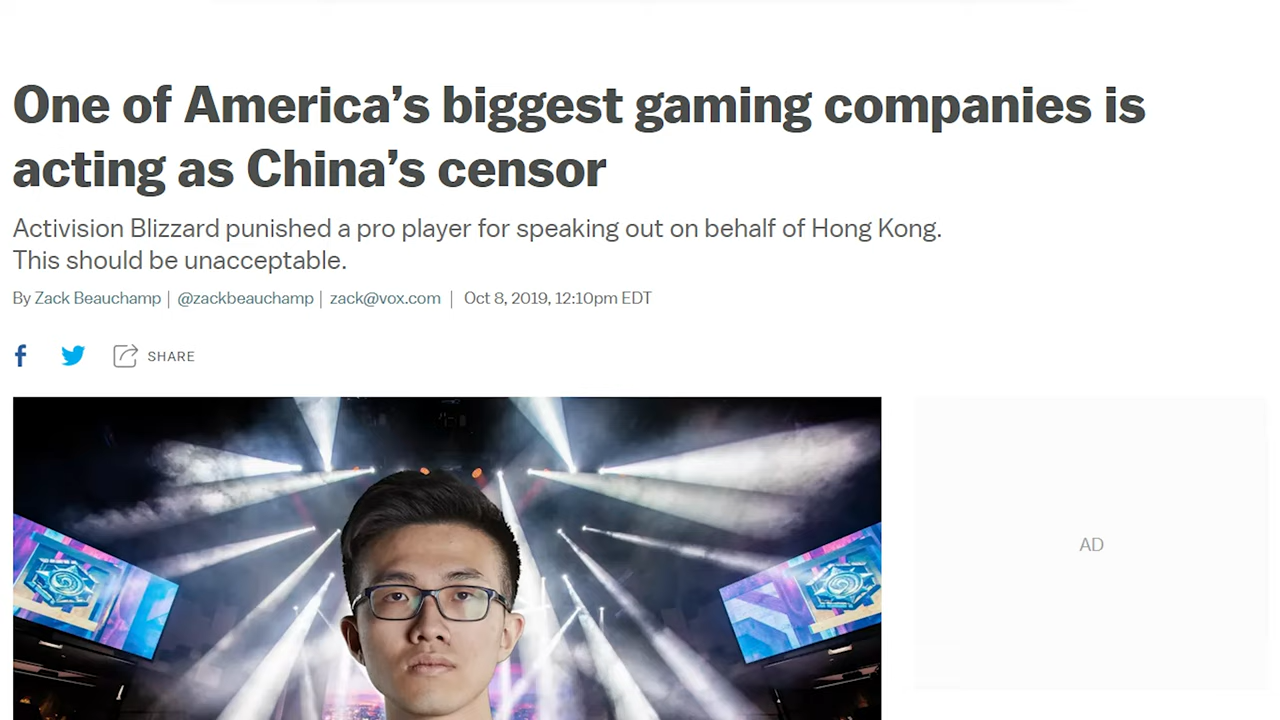 One of America's biggest gaming companies is
acting as China's censor
Activision Blizzard punished a pro player for speaking out on behalf of Hong Kong.
This should be unacceptable.
By Zack Beauchamp | @zackbeauchamp | zack@vox.com | Oct 8, 2019, 12:10pm EDT
SHARE
AD